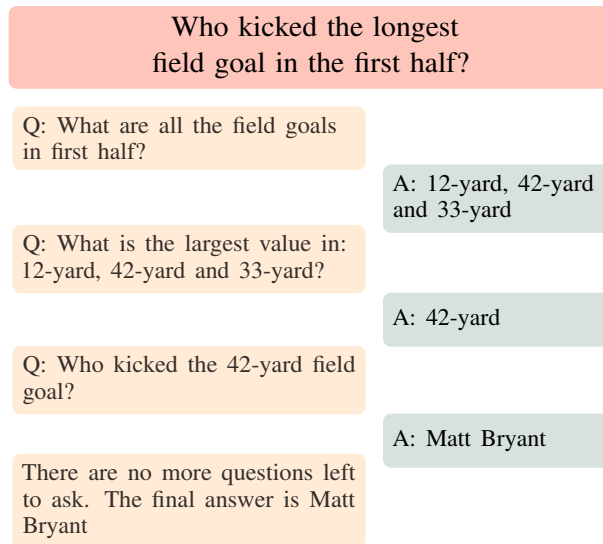 Who kicked the longest
field goal in the first half?
Q: What are all the field goals
in first half?
A: 12-yard, 42-yard
and 33-yard
Q: What is the largest value in:
12-yard, 42-yard and 33-yard?
A: 42-yard
Q: Who kicked the 42-yard field
goal?
A: Matt Bryant
There are no more questions left
to ask. The final answer is Matt
Bryant